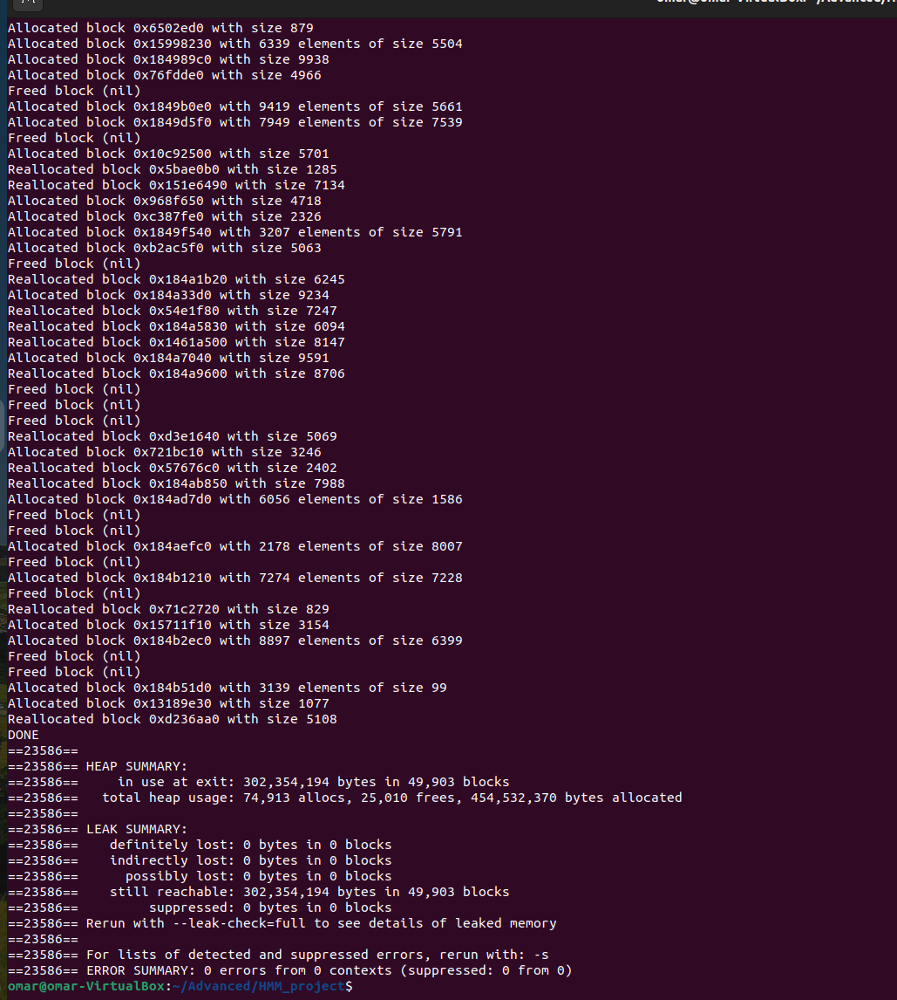 Allocated block 0x6502ed0 with size 879
Allocated block 0x15998230 with 6339 elements of size 5504
Allocated block 0x184989c0 with size 9938
Allocated block 0x76fdde0 with size 4966
Freed block (nil)
Allocated block 0x1849b0e0 with 9419 elements of size 5661
Allocated block 0x1849d5f0 with 7949 elements of size 7539
Freed block (nil)
Allocated block 0x10c92500 with size 5701
Reallocated block 0x5bae0b0 with size 1285
Reallocated block 0x151e6490 with size 7134
Allocated block 0x968f650 with size 4718
Allocated block 0xc387fe0 with size 2326
Allocated block 0x1849f540 with 3207 elements of size 5791
Allocated block 0xb2ac5f0 with size 5063
Freed block (nil)
Reallocated block 0x184a1b20 with size 6245
Allocated block 0x184a33d0 with size 9234
Reallocated block 0x54e1f80 with size 7247
Reallocated block 0x184a5830 with size 6094
Reallocated block 0x1461a500 with size 8147
Allocated block 0x184a7040 with size 9591
Reallocated block 0x184a9600 with size 8706
Freed block (nil)
Freed block (nil)
Freed block (nil)
Reallocated block 0xd3e1640 with size 5069
Allocated block 0x721bc10 with size 3246
Reallocated block 0x57676c0 with size 2402
Reallocated block 0x184ab850 with size 7988
Allocated block 0x184ad7d0 with 6056 elements of size 1586
Freed block (nil)
Freed block (nil)
Allocated block 0x184aefc0 with 2178 elements of size 8007
Freed block (nil)
Allocated block 0x184b1210 with 7274 elements of size 7228
Freed block (nil)
Reallocated block 0x71c2720 with size 829
Allocated block 0x15711f10 with size 3154
Allocated block 0x184b2ec0 with 8897 elements of size 6399
Freed block (nil)
Freed block (nil)
Allocated block 0x184b51d0 with 3139 elements of size 99
Allocated block 0x13189e30 with size 1077
Reallocated block 0xd236aa0 with size 5108
DONE
==23586==
==23586== HEAP SUMMARY:
==23586==     in use at exit: 302,354,194 bytes in 49,903 blocks
==23586==   total heap usage: 74,913 allocs, 25,010 frees, 454,532,370 bytes allocated
==23586==
==23586== LEAK SUMMARY:
==23586==    definitely lost: 0 bytes in 0 blocks
==23586==    indirectly lost: 0 bytes in 0 blocks
==23586==      possibly lost: 0 bytes in 0 blocks
==23586==    still reachable: 302,354,194 bytes in 49,903 blocks
==23586==         suppressed: 0 bytes in 0 blocks
==23586== Rerun with --leak-check=full to see details of leaked memory
==23586==
==23586== For lists of detected and suppressed errors, rerun with: -s
==23586== ERROR SUMMARY: 0 errors from 0 contexts (suppressed: 0 from 0)
omar@omar-VirtualBox:~/Advanced/HMM_project$